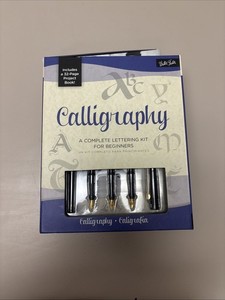 Walter Foster
Includes
a 32-Page
Project
Book!
Calligraphy
A COMPLETE LETTERING KIT
FOR BEGINNERS
Calligraphy • Caligrafía